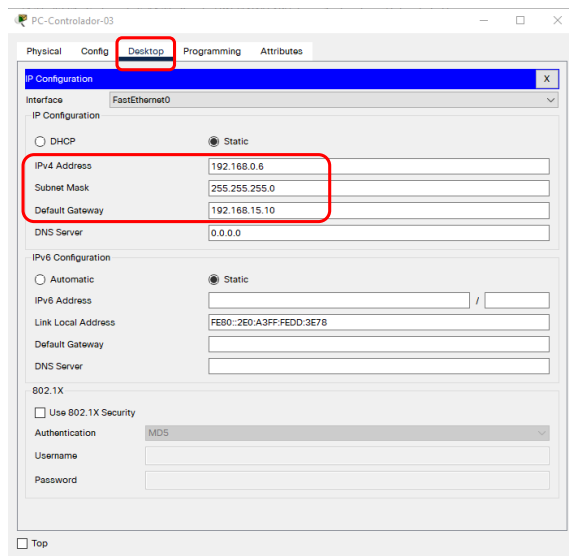 PC-Controlador-03
Physical Config Desktop Programming Attributes
IP Configuration X
Interface FastEthernet0
IP Configuration
DHCP Static
IPv4 Address 192.168.0.6
Subnet Mask 255.255.255.0
Default Gateway 192.168.15.10
DNS Server 0.0.0.0
IPv6 Configuration
Automatic Static
IPv6 Address /
Link Local Address FE80::2E0:A3FF:FEDD:3E78
Default Gateway
DNS Server
802.1X
Use 802.1X Security
Authentication MD5
Username
Password
Top